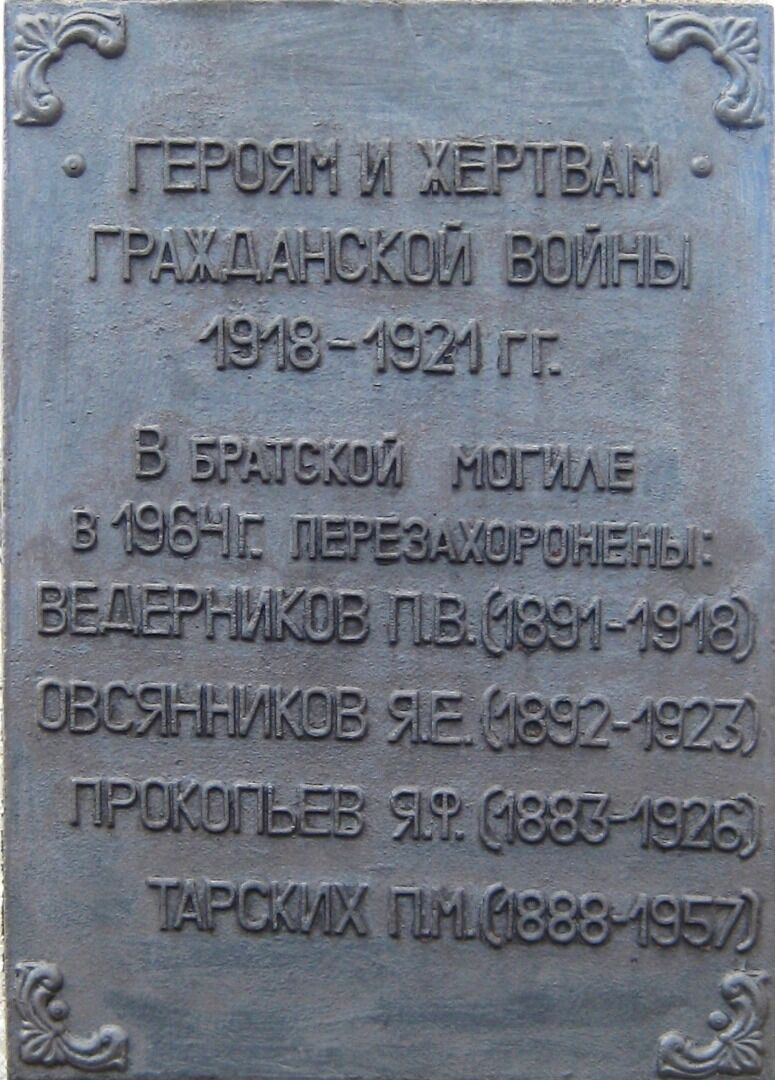 ГЕРОЯМ И ЖЕРТВАМ
ГРАЖДАНСКОЙ ВОЙНЫ
1918-1921 ГГ.
В БРАТСКОЙ МОГИЛЕ
В 1964Г. ПЕРЕЗАХОРОНЕНЫ:
ВЕДЕРНИКОВ П.В.(1891-1918)
ОВСЯННИКОВ Я.Е.(1892-1923)
ПРОКОПЬЕВ Я.Ф.(1883-1926)
ТАРСКИХ П.М.(1888-1957)